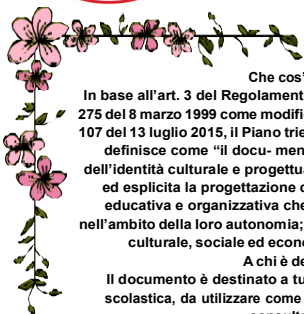 Che cos'
In base all'art. 3 del Regolament
275 del 8 marzo 1999 come modific
107 del 13 luglio 2015, il Piano trie
definisce come "il docu- men
dell'identità culturale e progettua
ed esplicita la progettazione c
educativa e organizzativa che
nell'ambito della loro autonomia;
culturale, sociale ed econ
A chi è de
Il documento è destinato a tu
scolastica, da utilizzare come